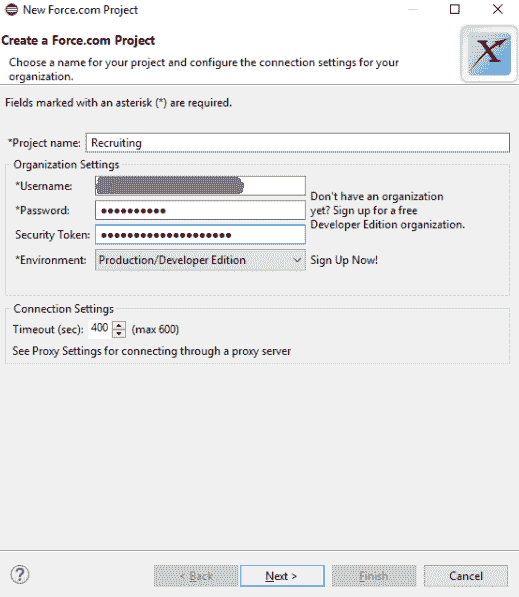 New Force.com Project
Create a Force.com Project
Choose a name for your project and configure the connection settings for your
organization.
Fields marked with an asterisk (*) are required.
*Project name: Recruiting
Organization Settings
*Username:
*Password: ●●●●●●●●●●
Security Token: ●●●●●●●●●●●●●●●●●●●●
*Environment: Production/Developer Edition
Don't have an organization
yet? Sign up for a free
Developer Edition organization.
Sign Up Now!
Connection Settings
Timeout (sec): 400 (max 600)
See Proxy Settings for connecting through a proxy server
? < Back Next > Finish Cancel